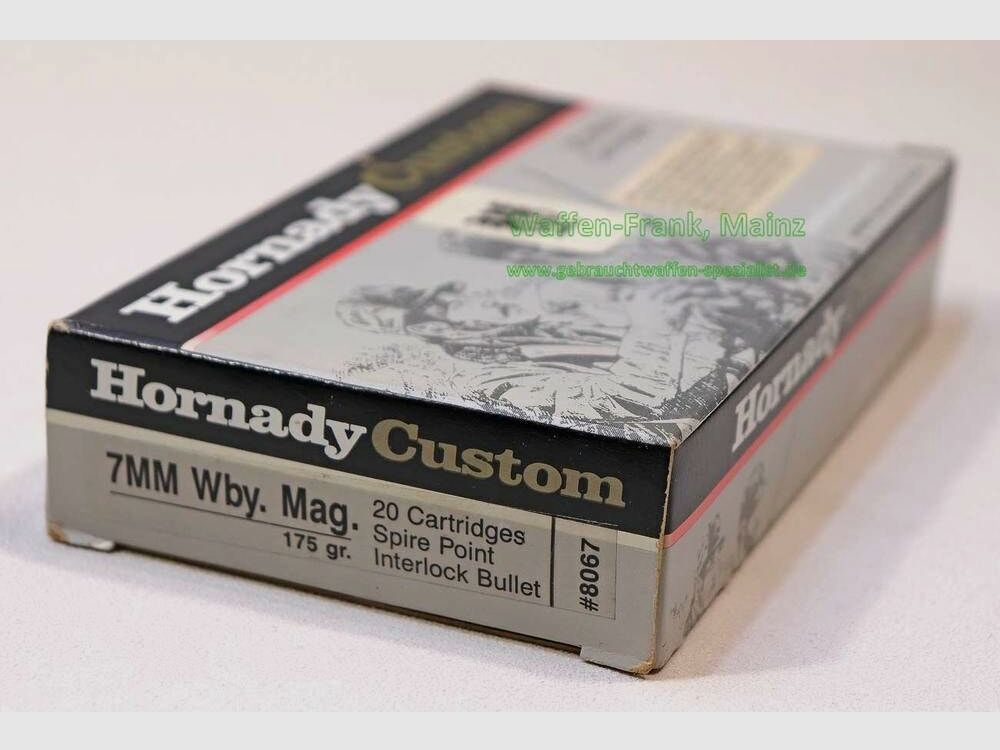 Hornady Custom
Waffen-Frank, Mainz
www.gebrauchtwaffen-spezialist.de
Hornady Custom
7MM Wby. Mag.
175 gr.
20 Cartridges
Spire Point
Interlock Bullet
#8067
Hornady